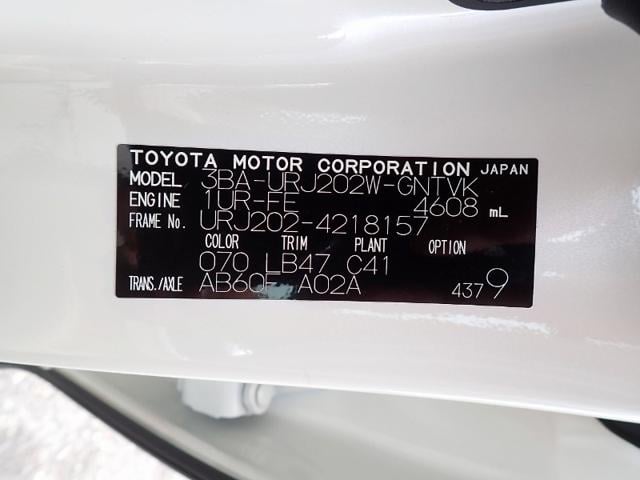 TOYOTA MOTOR CORPORATION JAPAN
MODEL 3BA-URJ202W-GNTVK
ENGINE 1UR-FE 4608 mL
FRAME No. URJ202-4218157
COLOR TRIM PLANT OPTION
070 LB47 C41
TRANS./AXLE AB60F A02A 4379